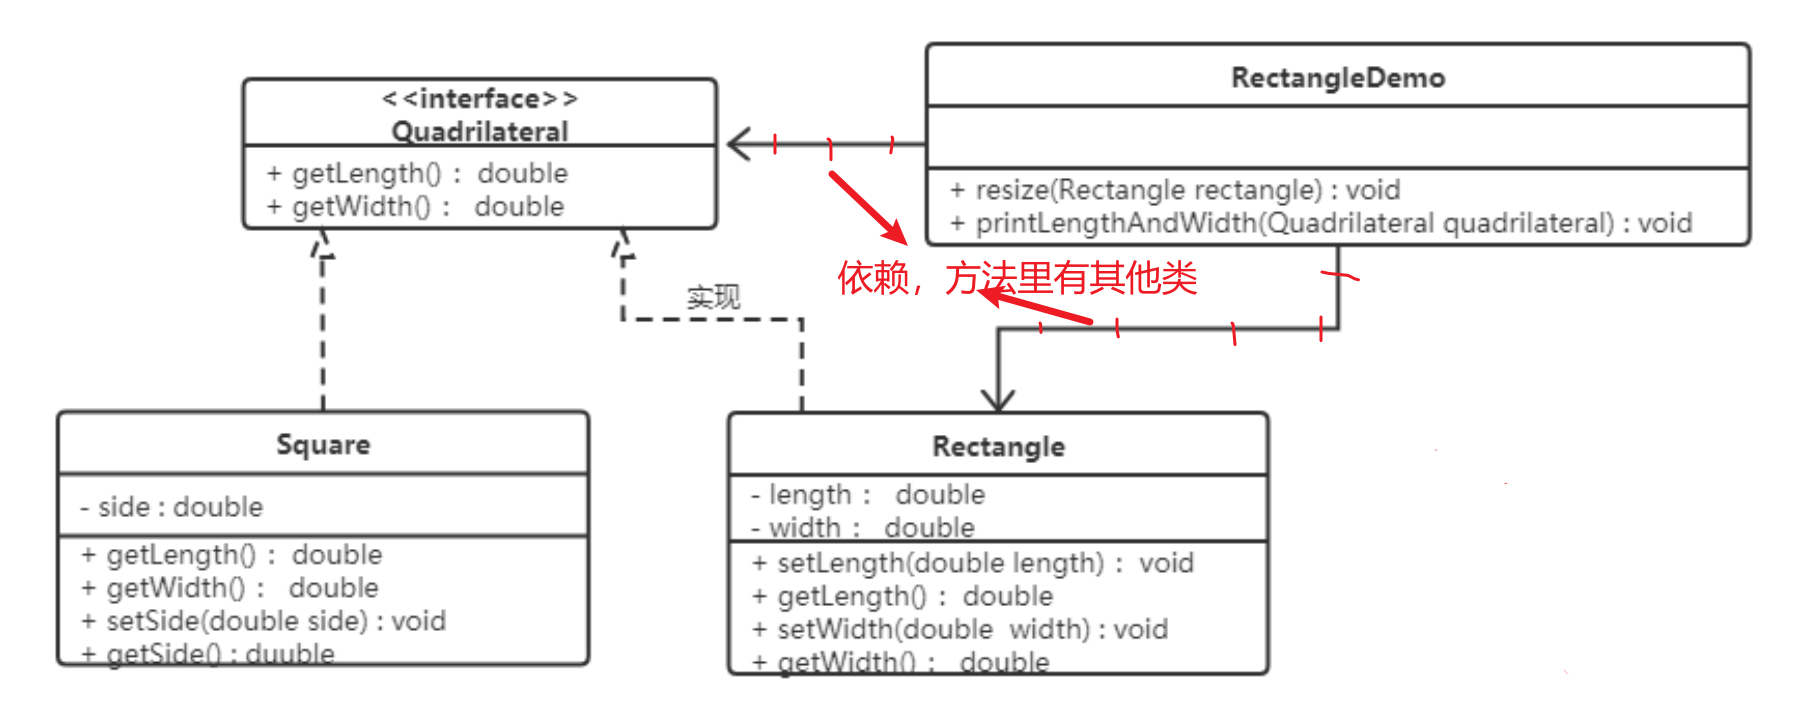 <<interface>>
Quadrilateral
+ getLength() : double
+ getWidth() : double
RectangleDemo
+ resize(Rectangle rectangle) : void
+ printLengthAndWidth(Quadrilateral quadrilateral) : void
依赖，方法里有其他类
实现
Square
- side : double
+ getLength() : double
+ getWidth() : double
+ setSide(double side) : void
+ getSide() : duuble
Rectangle
- length : double
- width : double
+ setLength(double length) : void
+ getLength() : double
+ setWidth(double width) : void
+ getWidth() : double